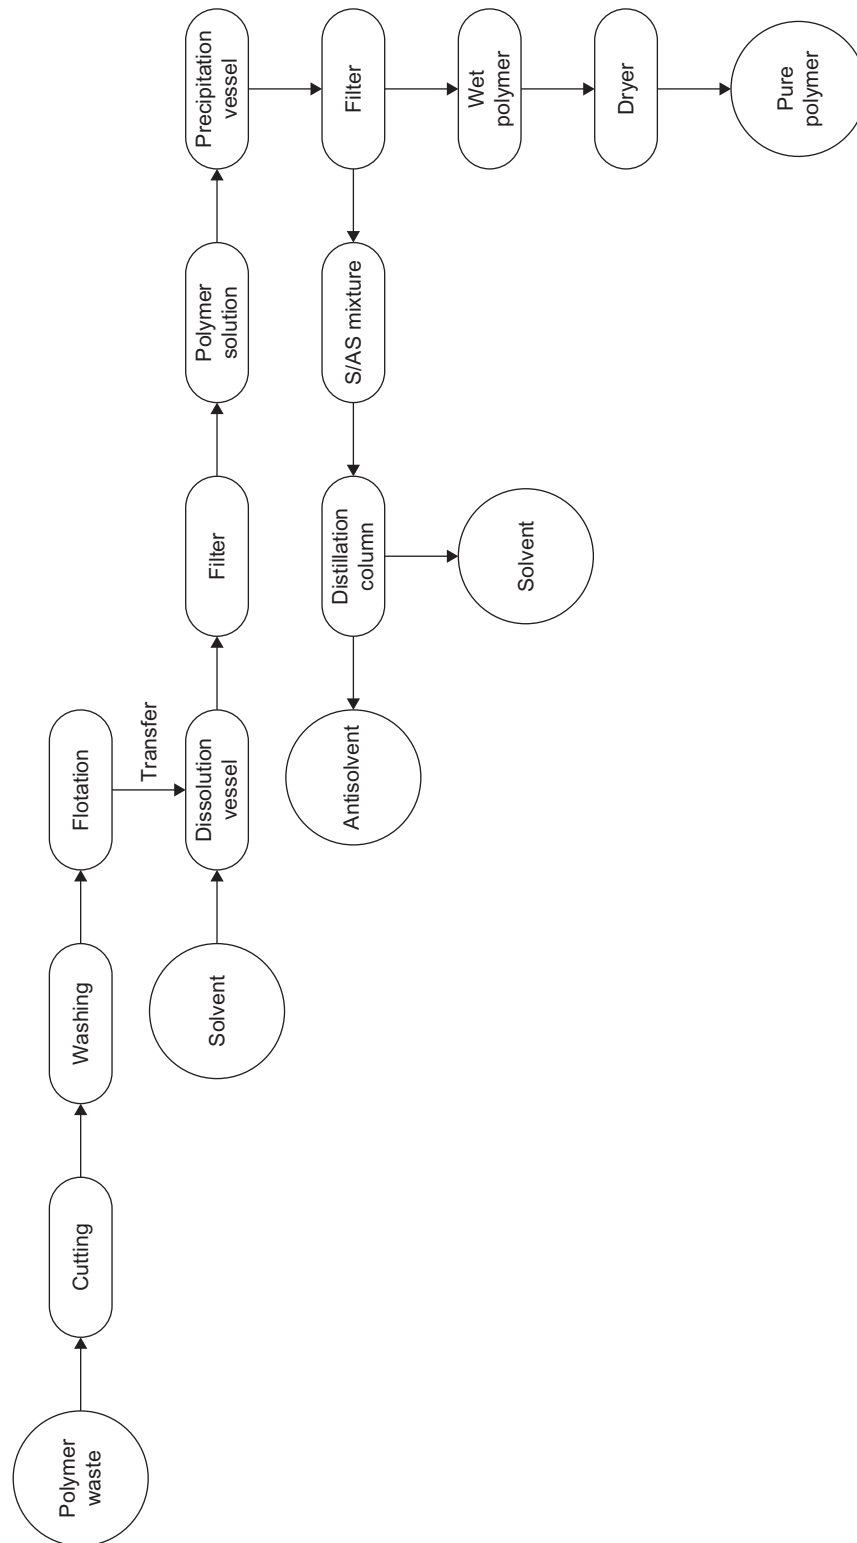 Polymer
waste
Cutting
Washing
Flotation
Transfer
Solvent
Dissolution
vessel
Filter
Polymer
solution
Precipitation
vessel
Antisolvent
Distillation
column
S/AS mixture
Filter
Solvent
Wet
polymer
Dryer
Pure
polymer